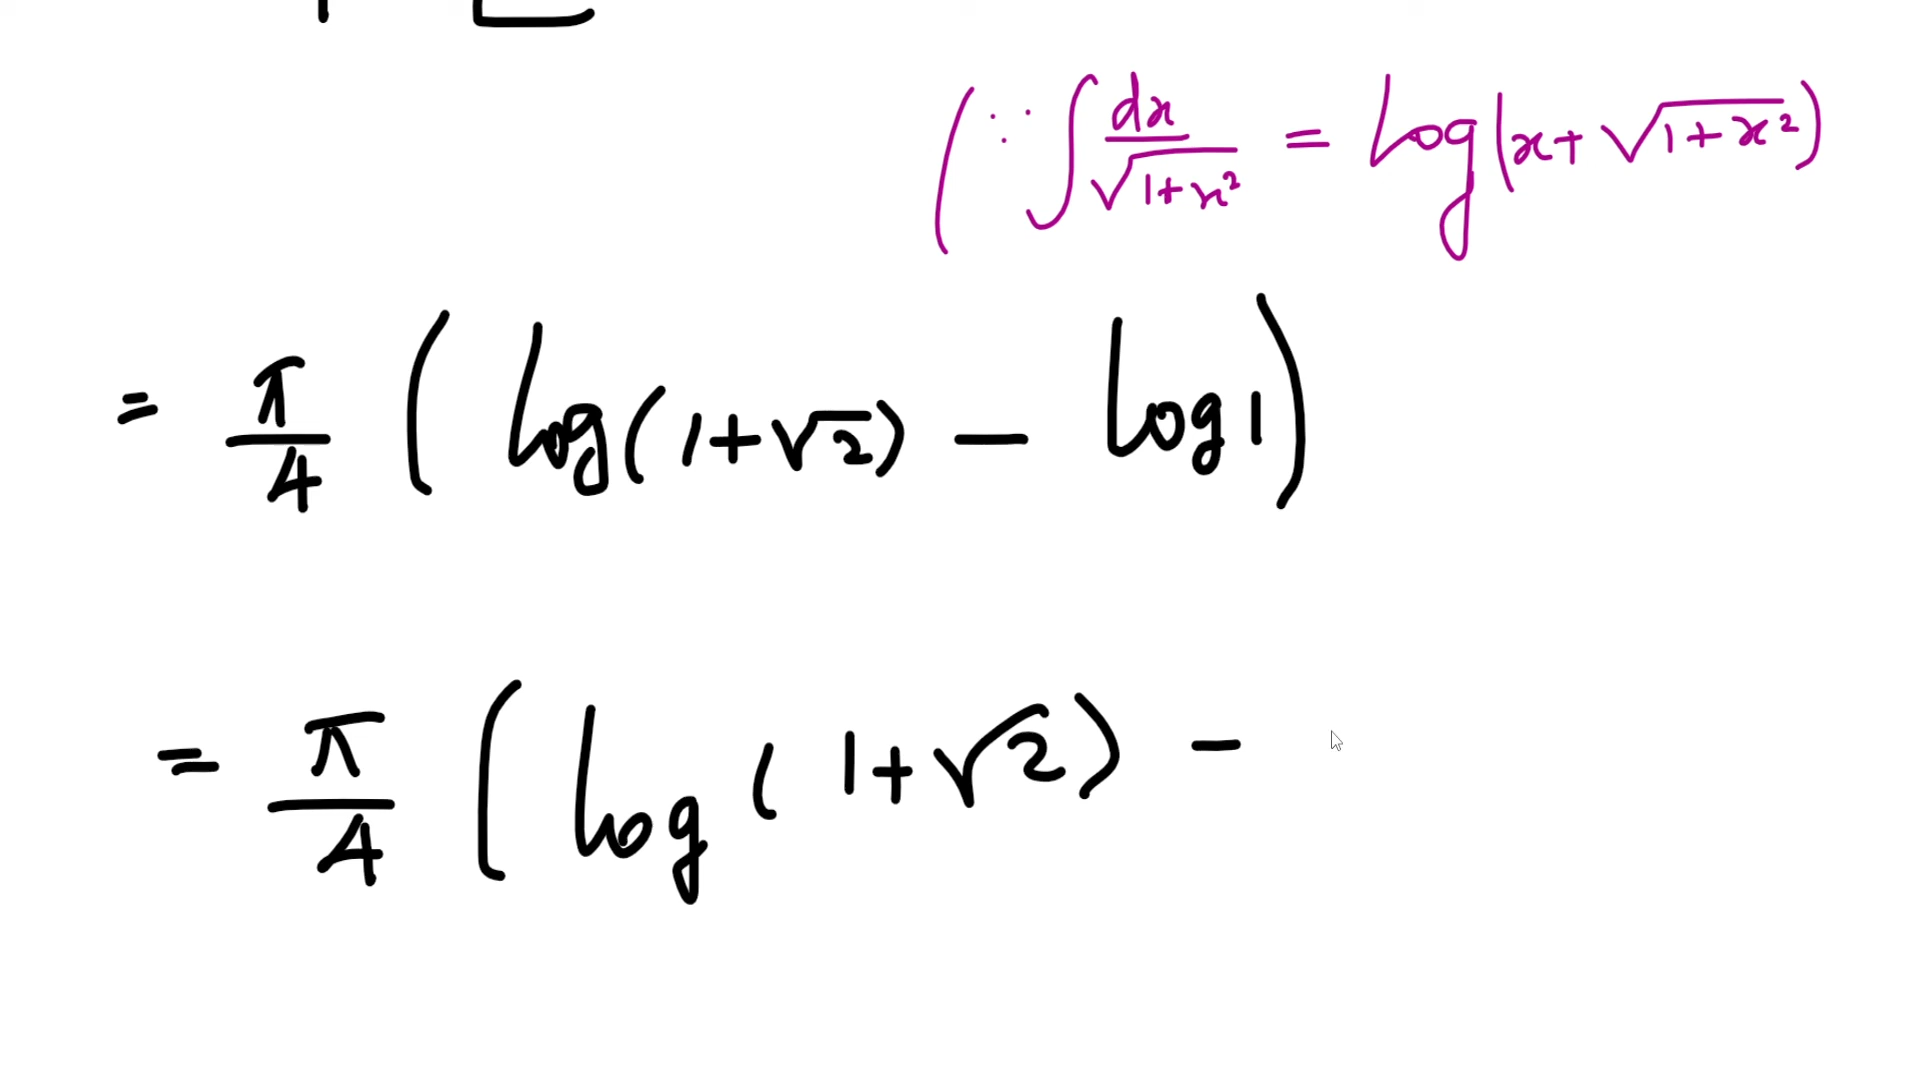 (∵ ∫ dx/√(1+x²) = log(x+√(1+x²))
= π/4 ( log(1+√2) − log1)
= π/4 ( log (1+√2) −